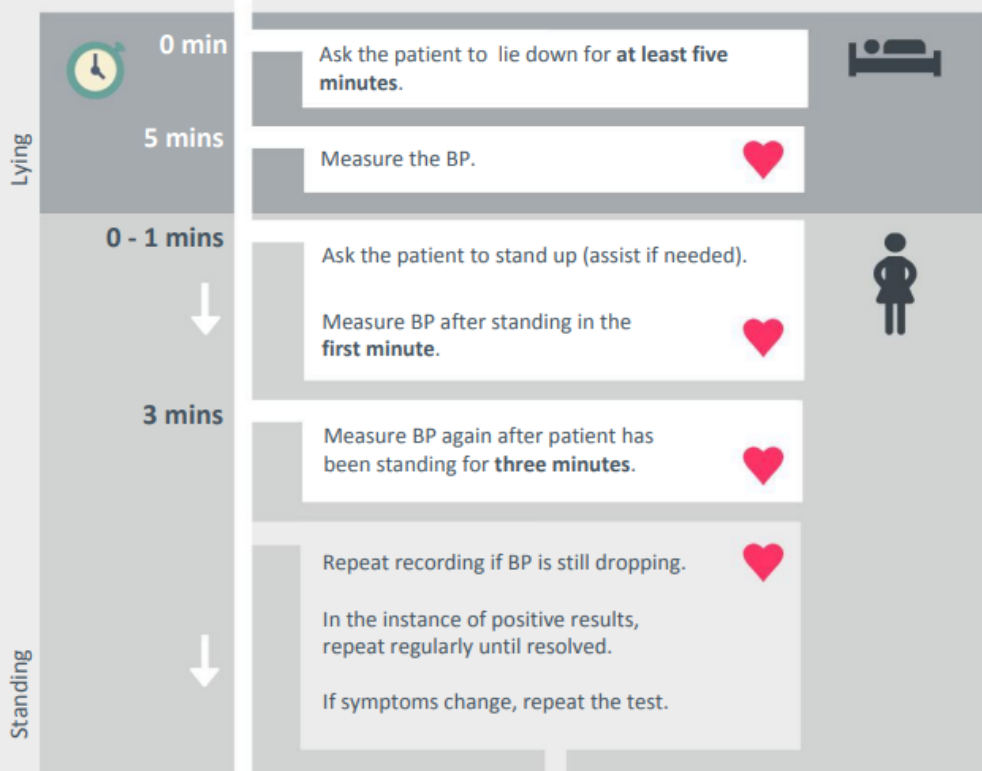 0 min
Ask the patient to lie down for at least five
minutes.
5 mins
Measure the BP.
Lying
0 - 1 mins
Ask the patient to stand up (assist if needed).
Measure BP after standing in the
first minute.
3 mins
Measure BP again after patient has
been standing for three minutes.
Repeat recording if BP is still dropping.
In the instance of positive results,
repeat regularly until resolved.
If symptoms change, repeat the test.
Standing